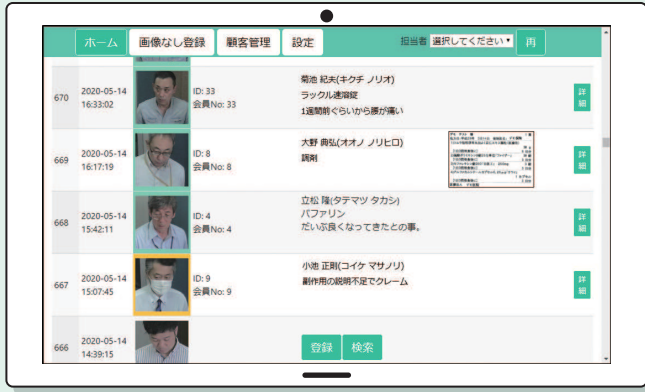 ホーム 画像なし登録 顧客管理 設定 担当者 選択してください 再
670 2020-05-14 16:33:02 ID: 33 会員No: 33
菊池 紀夫(キクチ ノリオ)
ラックル速溶錠
1週間前ぐらいから腰が痛い
詳細
669 2020-05-14 16:17:19 ID: 8 会員No: 8
大野 典弘(オオノ ノリヒロ)
調剤
詳細
668 2020-05-14 15:42:11 ID: 4 会員No: 4
立松 隆(タテマツ タカシ)
バファリン
だいぶ良くなってきたとの事。
詳細
667 2020-05-14 15:07:45 ID: 9 会員No: 9
小池 正則(コイケ マサノリ)
副作用の説明不足でクレーム
詳細
666 2020-05-14 14:39:15
登録 検索